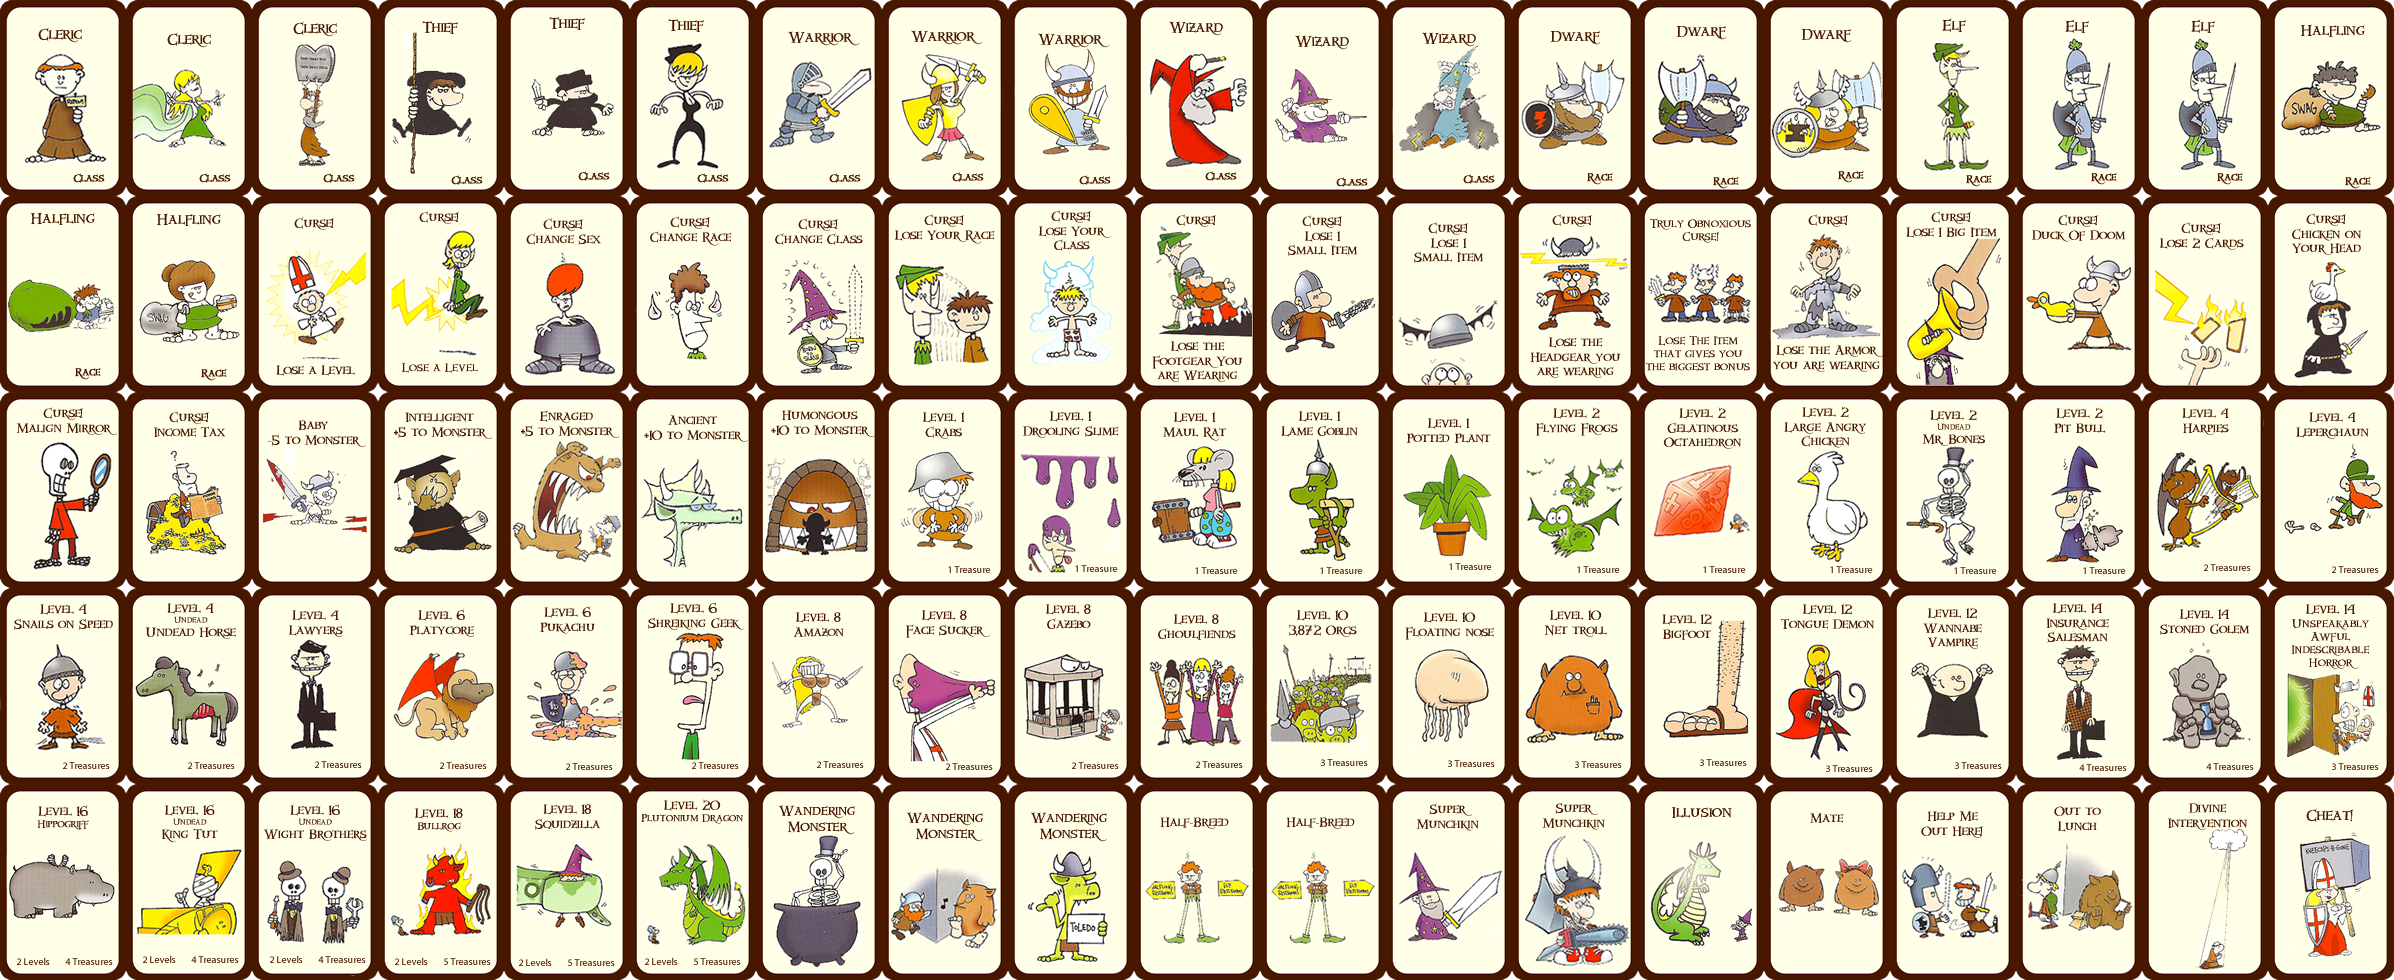 Cleric
Class
Cleric
Class
Cleric
Class
Thief
Class
Thief
Class
Thief
Class
Warrior
Class
Warrior
Class
Warrior
Class
Wizard
Class
Wizard
Class
Wizard
Class
Dwarf
Race
Dwarf
Race
Dwarf
Race
Elf
Race
Elf
Race
Elf
Race
Halfling
SWAG
Race
Halfling
Race
Halfling
SWAG
Race
Curse!
Lose a Level
Curse!
Lose a Level
Curse!
Change Sex
Curse!
Change Race
Curse!
Change Class
Curse!
Lose Your Race
Curse!
Lose Your
Class
Curse!
Lose the
Footgear You
are Wearing
Curse!
Lose 1
Small Item
Curse!
Lose 1
Small Item
Curse!
Lose the
Headgear you
are wearing
Truly Obnoxious
Curse!
Lose The Item
that gives you
the biggest bonus
Curse!
Lose the Armor
you are wearing
Curse!
Lose 1 Big Item
Curse!
Duck Of Doom
Curse!
Lose 2 Cards
Curse!
Chicken on
Your Head
Curse!
Malign Mirror
Curse!
Income Tax
Baby
-5 to Monster
Intelligent
+5 to Monster
Enraged
+5 to Monster
Ancient
+10 to Monster
Humongous
+10 to Monster
Level 1
Crabs
1 Treasure
Level 1
Drooling Slime
1 Treasure
Level 1
Maul Rat
1 Treasure
Level 1
Lame Goblin
1 Treasure
Level 1
Potted Plant
1 Treasure
Level 2
Flying Frogs
1 Treasure
Level 2
Gelatinous
Octahedron
1 Treasure
Level 2
Large Angry
Chicken
1 Treasure
Level 2
Undead
Mr. Bones
1 Treasure
Level 2
Pit Bull
1 Treasure
Level 4
Harpies
2 Treasures
Level 4
Leperchaun
2 Treasures
Level 4
Snails on Speed
2 Treasures
Level 4
Undead
Undead Horse
2 Treasures
Level 4
Lawyers
2 Treasures
Level 6
Platycore
2 Treasures
Level 6
Pukachu
2 Treasures
Level 6
Shreiking Geek
2 Treasures
Level 8
Amazon
2 Treasures
Level 8
Face Sucker
2 Treasures
Level 8
Gazebo
2 Treasures
Level 8
Ghoulfiends
2 Treasures
Level 10
3,872 Orcs
3 Treasures
Level 10
Floating nose
3 Treasures
Level 10
Net troll
3 Treasures
Level 12
Bigfoot
3 Treasures
Level 12
Tongue Demon
3 Treasures
Level 12
Wannabe
Vampire
3 Treasures
Level 14
Insurance
Salesman
4 Treasures
Level 14
Stoned Golem
4 Treasures
Level 14
Unspeakably
Awful
Indescribable
Horror
3 Treasures
Level 16
Hippogriff
2 Levels 4 Treasures
Level 16
Undead
King Tut
2 Levels 4 Treasures
Level 16
Undead
Wight Brothers
2 Levels 4 Treasures
Level 18
Bullrog
2 Levels 5 Treasures
Level 18
Squidzilla
2 Levels 5 Treasures
Level 20
Plutonium Dragon
2 Levels 5 Treasures
Wandering
Monster
Wandering
Monster
Wandering
Monster
TOLEDO
Half-Breed
Half-Breed
Super
Munchkin
Super
Munchkin
Illusion
Mate
Help Me
Out Here!
Out to
Lunch
Divine
Intervention
Cheat!
KNEECAPS-B-GONE